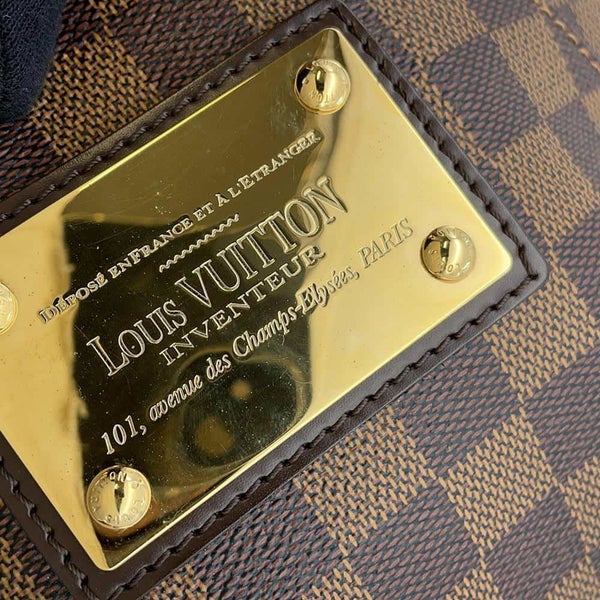 DÉPOSÉ EN FRANCE ET À L'ETRANGER
LOUIS VUITTON
INVENTEUR
101, avenue des Champs-Elysées, PARIS